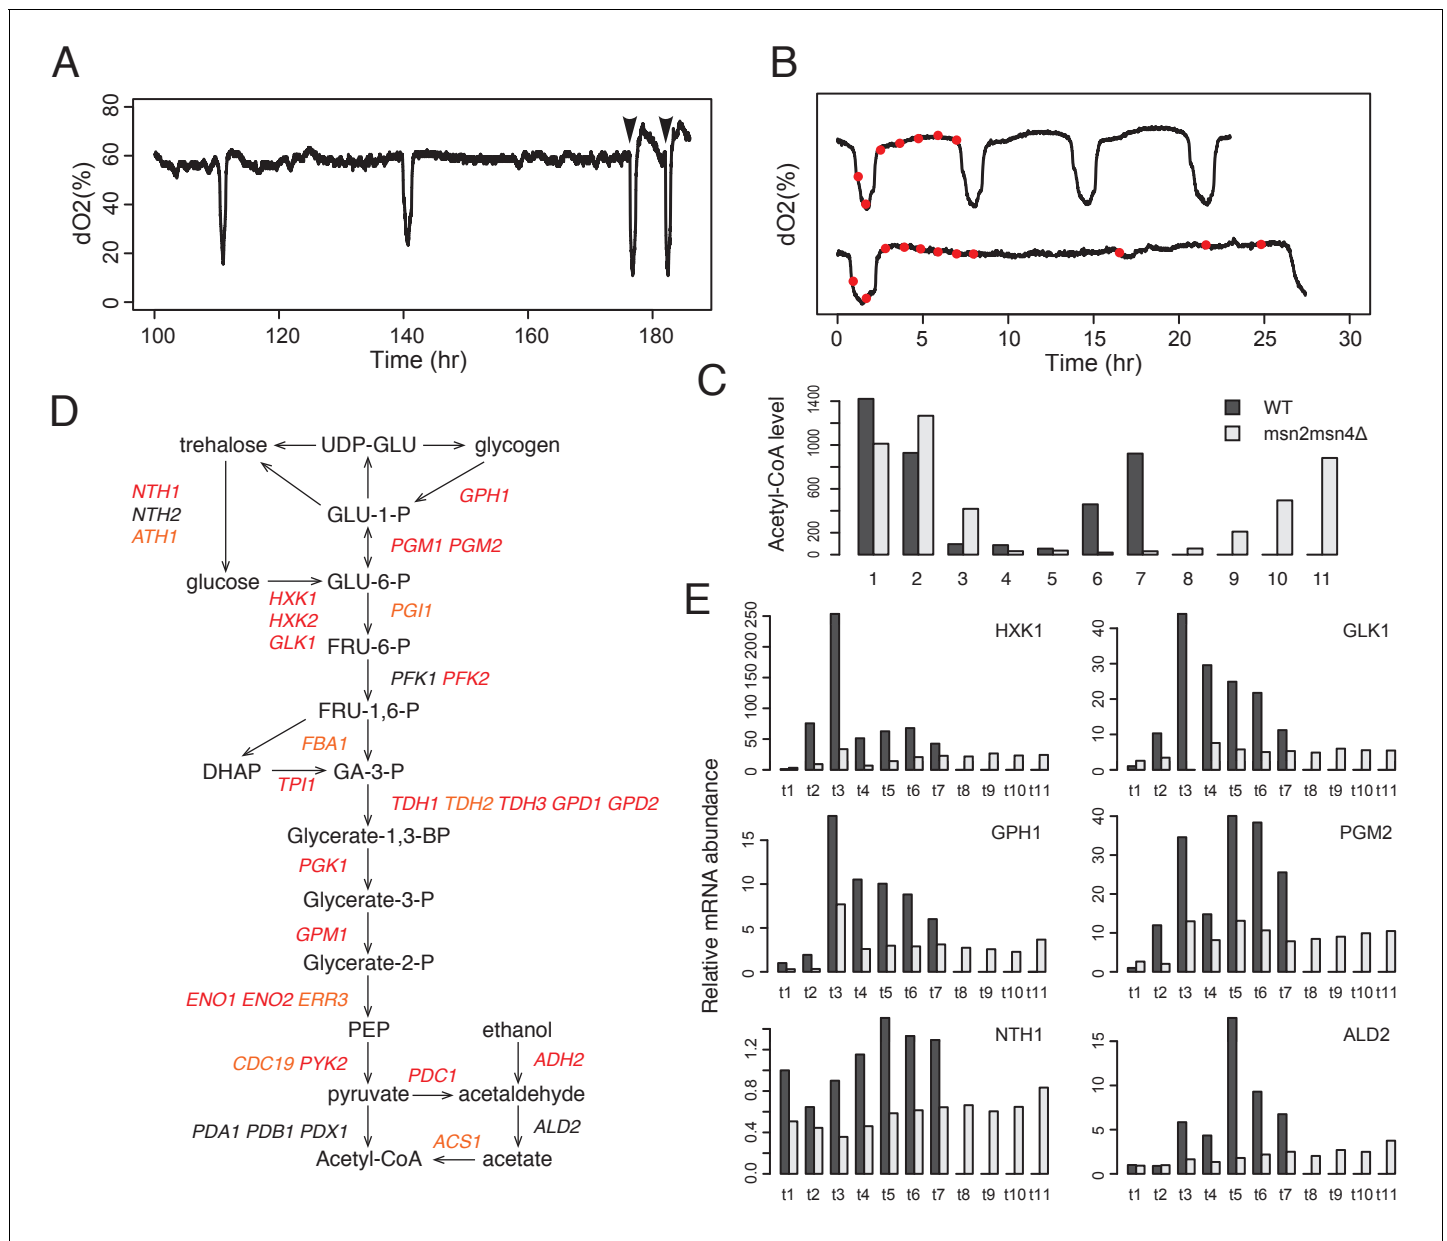 A
80
60
40
20
0
dO2(%)
100 120 140 160 180
Time (hr)
B
dO2(%)
0 5 10 15 20 25 30
Time (hr)
C
Acetyl-CoA level
1400
1000
600
200
0
WT
msn2msn4Δ
1 2 3 4 5 6 7 8 9 10 11
D
trehalose UDP-GLU glycogen
NTH1
NTH2
ATH1
GPH1
GLU-1-P
PGM1 PGM2
glucose GLU-6-P
HXK1
HXK2
GLK1
PGI1
FRU-6-P
PFK1 PFK2
FRU-1,6-P
FBA1
DHAP GA-3-P
TPI1
TDH1 TDH2 TDH3 GPD1 GPD2
Glycerate-1,3-BP
PGK1
Glycerate-3-P
GPM1
Glycerate-2-P
ENO1 ENO2 ERR3
PEP ethanol
CDC19 PYK2
ADH2
PDC1
pyruvate acetaldehyde
PDA1 PDB1 PDX1
ALD2
ACS1
Acetyl-CoA acetate
E
Relative mRNA abundance
HXK1
250
200
150
100
50
0
t1 t2 t3 t4 t5 t6 t7 t8 t9 t10 t11
GLK1
40
30
20
10
0
t1 t2 t3 t4 t5 t6 t7 t8 t9 t10 t11
GPH1
15
10
5
0
t1 t2 t3 t4 t5 t6 t7 t8 t9 t10 t11
PGM2
40
30
20
10
0
t1 t2 t3 t4 t5 t6 t7 t8 t9 t10 t11
NTH1
1.2
0.8
0.4
0.0
t1 t2 t3 t4 t5 t6 t7 t8 t9 t10 t11
ALD2
15
10
5
0
t1 t2 t3 t4 t5 t6 t7 t8 t9 t10 t11